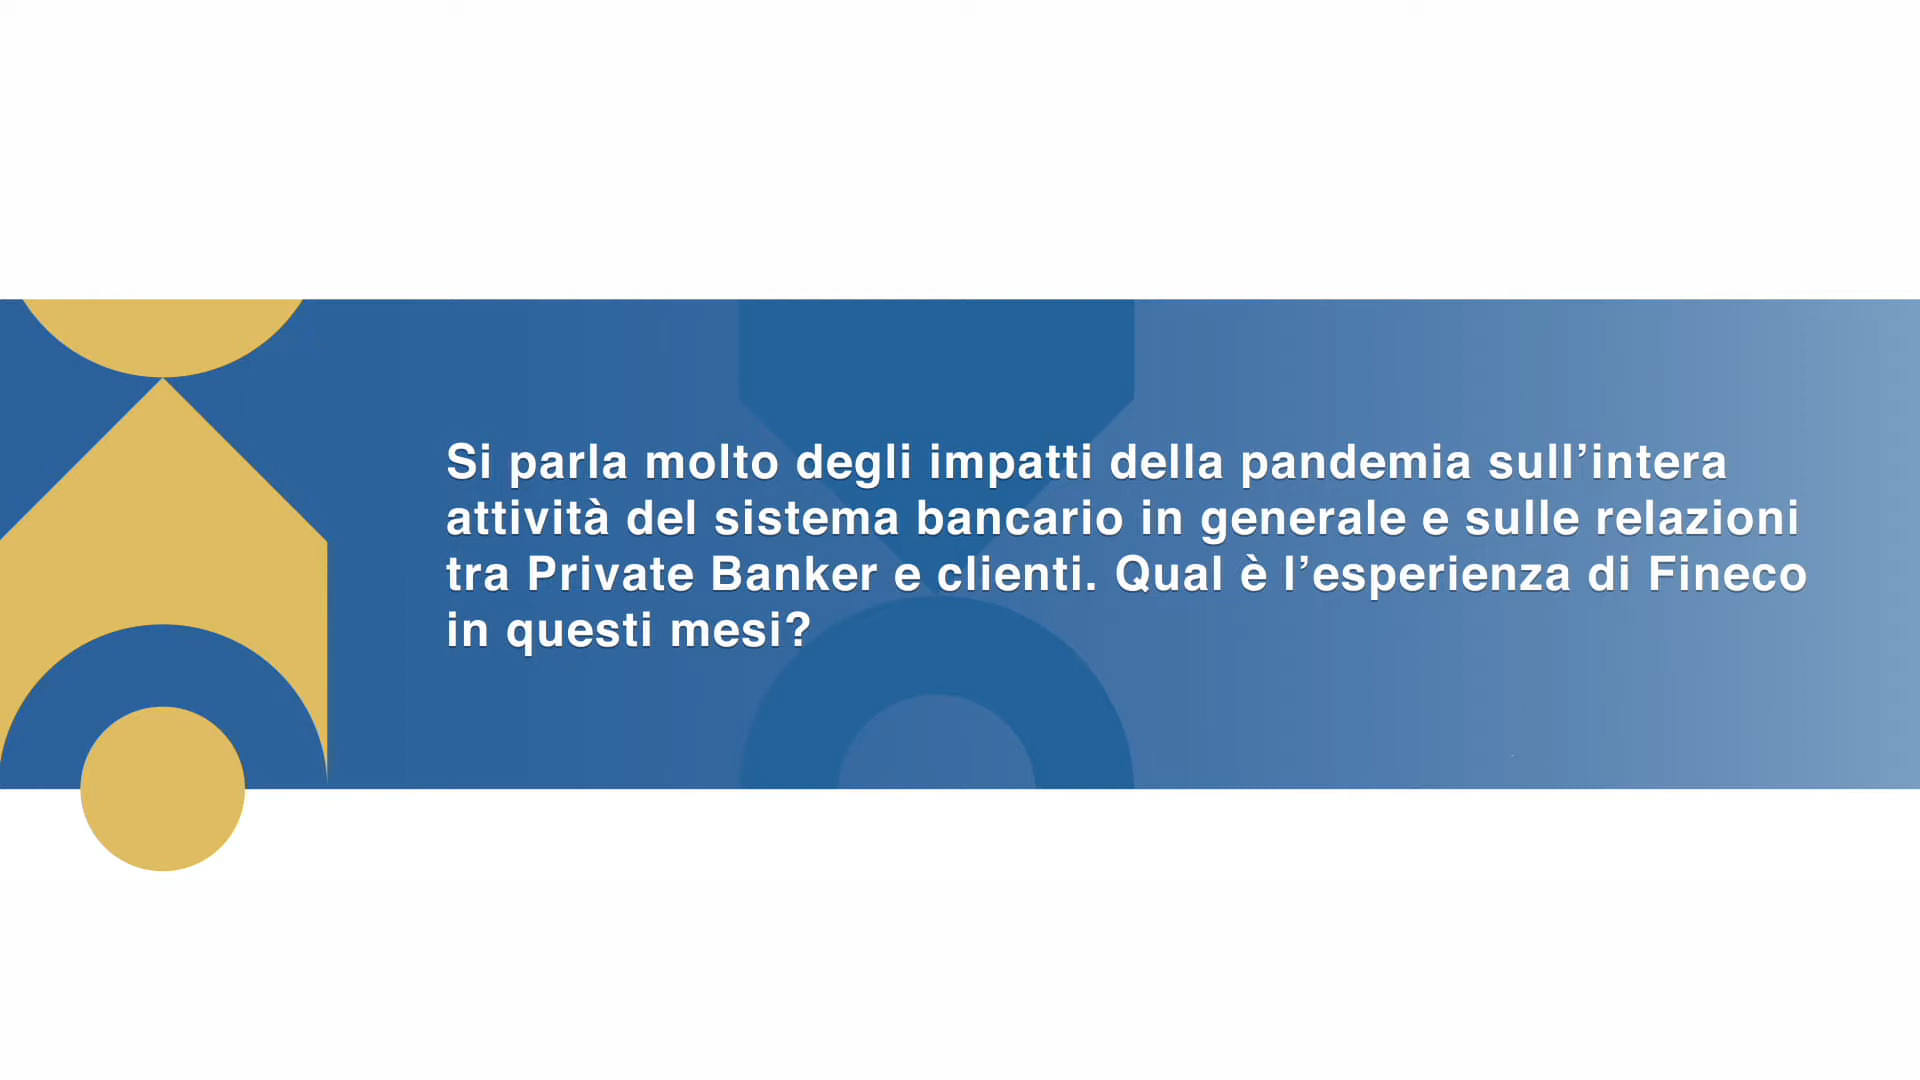 Si parla molto degli impatti della pandemia sull’intera
attività del sistema bancario in generale e sulle relazioni
tra Private Banker e clienti. Qual è l’esperienza di Fineco
in questi mesi?